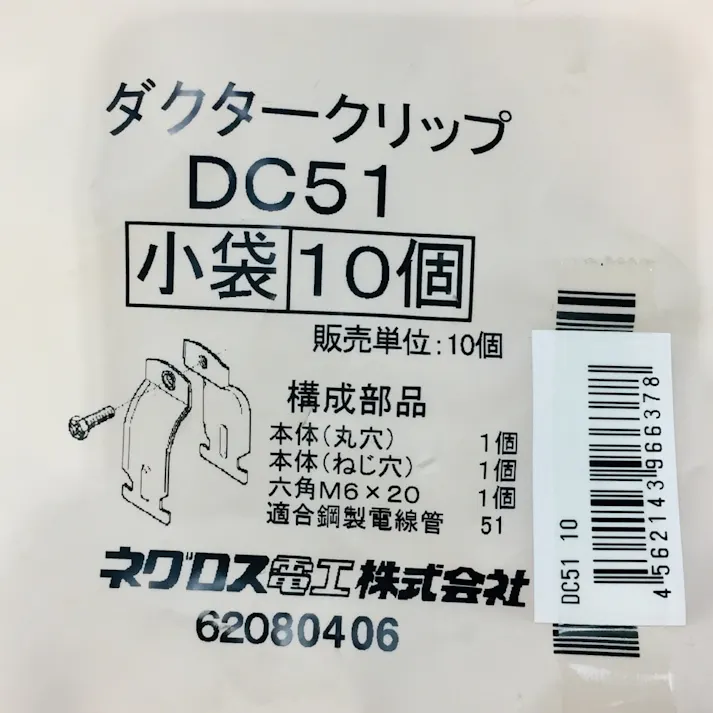 ダクタークリップ
DC51
小袋 10個
販売単位:10個
構成部品
本体(丸穴) 1個
本体(ねじ穴) 1個
六角M6×20 1個
適合鋼製電線管 51
ネグロス電工株式会社
62080406
DC51 10
4562143966378